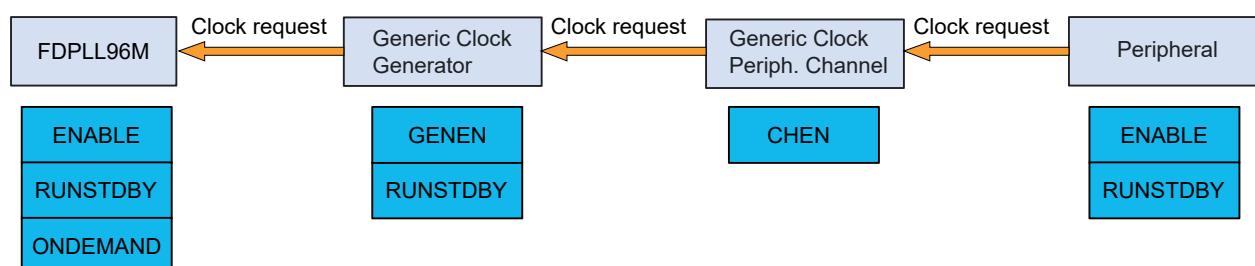 Clock request
Clock request
Clock request
FDPLL96M
Generic Clock
Generator
Generic Clock
Periph. Channel
Peripheral
ENABLE
GENEN
CHEN
ENABLE
RUNSTDBY
RUNSTDBY
RUNSTDBY
ONDEMAND